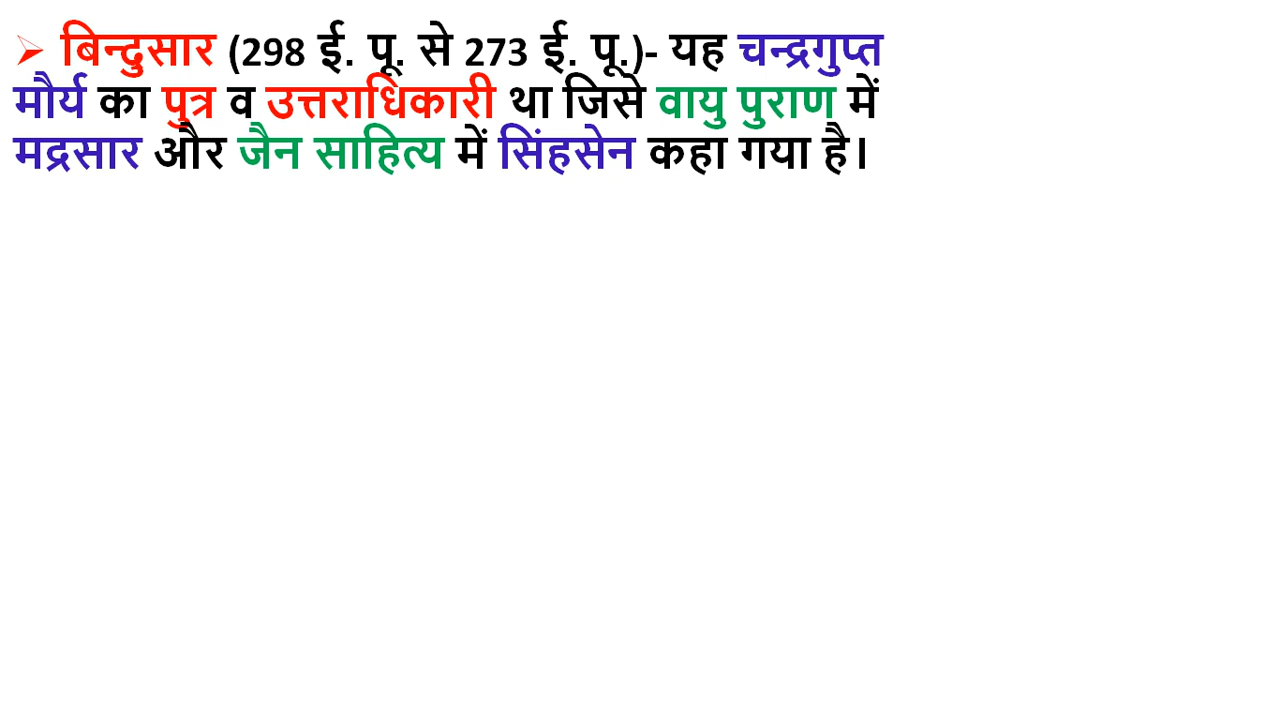 ➢ बिन्दुसार (298 ई. पू. से 273 ई. पू.)- यह चन्द्रगुप्त
मौर्य का पुत्र व उत्तराधिकारी था जिसे वायु पुराण में
मद्रसार और जैन साहित्य में सिंहसेन कहा गया है।